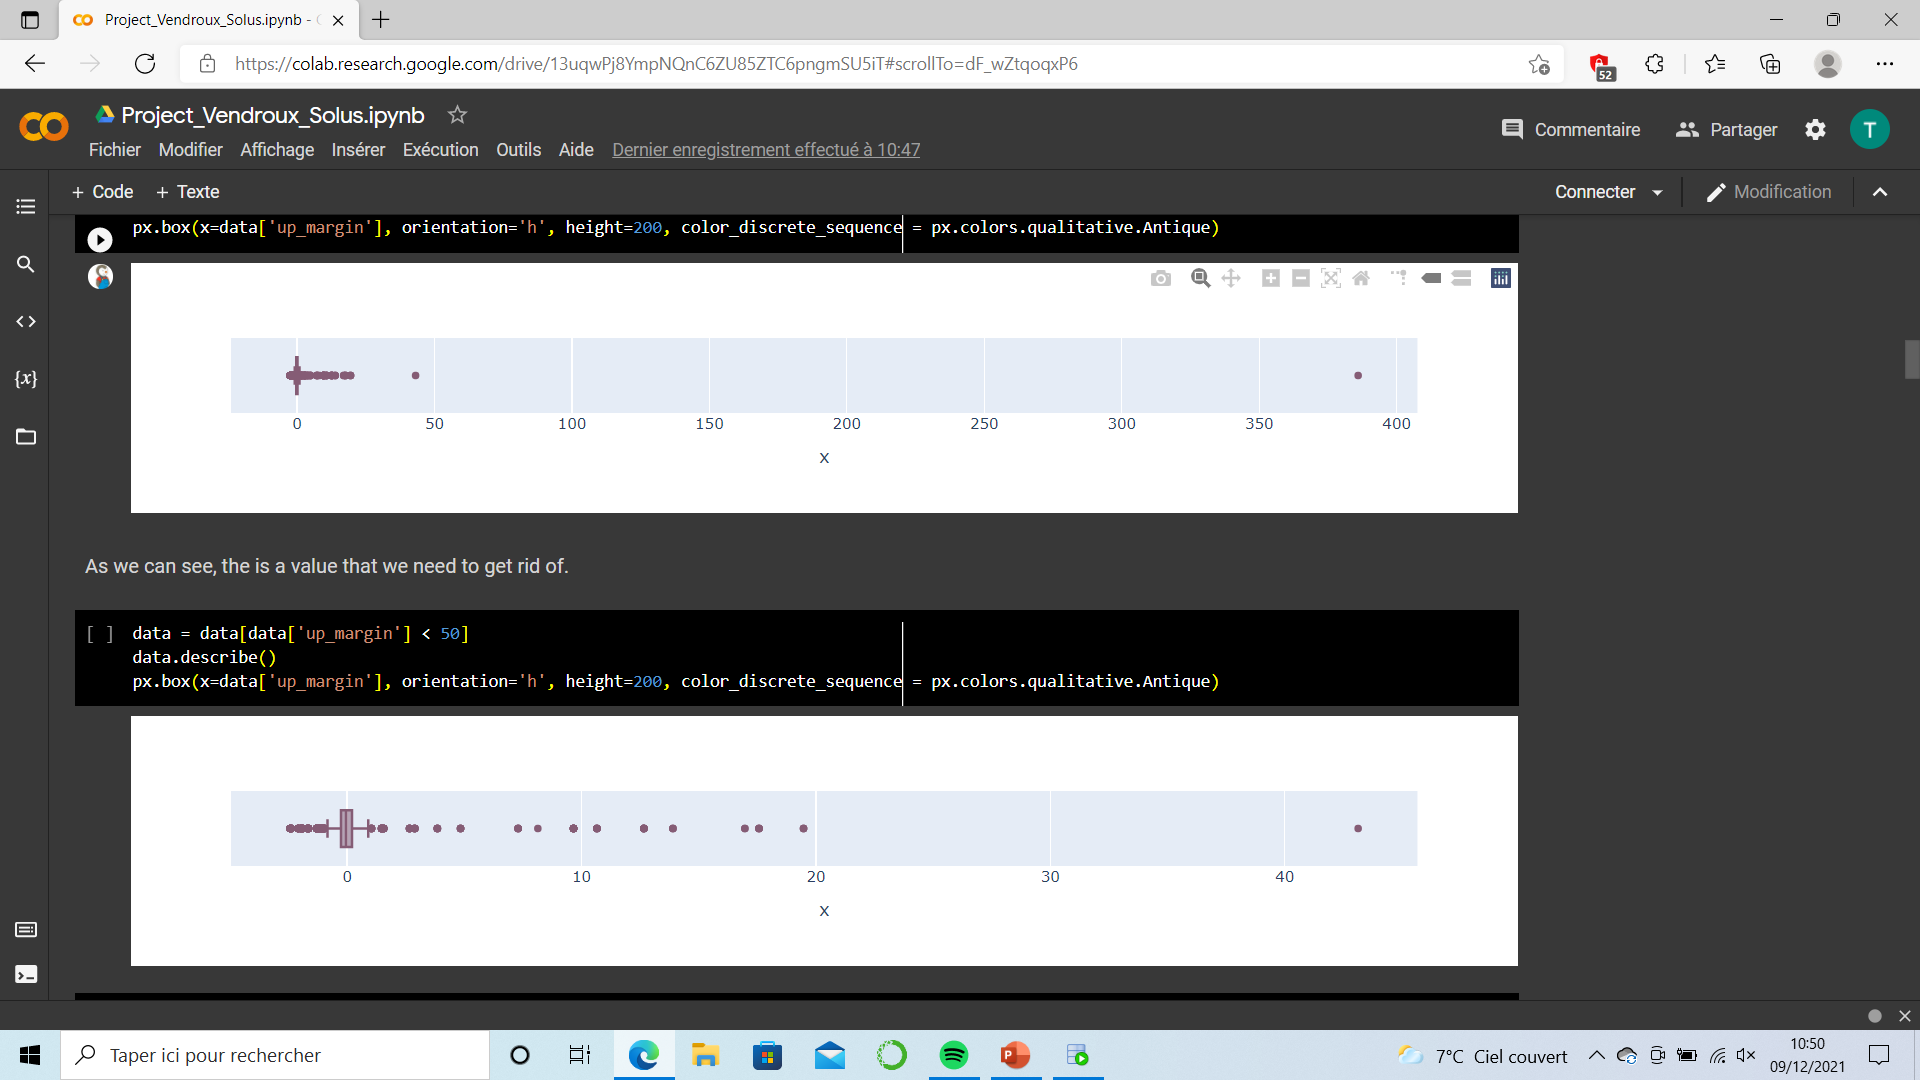 Project_Vendroux_Solus.ipynb - C
https://colab.research.google.com/drive/13uqwPj8YmpNQnC6ZU85ZTC6pngmSU5iT#scrollTo=dF_wZtqoqxP6
52
Project_Vendroux_Solus.ipynb
Commentaire
Partager
T
Fichier Modifier Affichage Insérer Exécution Outils Aide Dernier enregistrement effectué à 10:47
+ Code + Texte
Connecter
Modification
px.box(x=data['up_margin'], orientation='h', height=200, color_discrete_sequence = px.colors.qualitative.Antique)
{x}
0 50 100 150 200 250 300 350 400
x
As we can see, the is a value that we need to get rid of.
[ ] data = data[data['up_margin'] < 50]
data.describe()
px.box(x=data['up_margin'], orientation='h', height=200, color_discrete_sequence = px.colors.qualitative.Antique)
0 10 20 30 40
x
Taper ici pour rechercher
P
7°C Ciel couvert
10:50
09/12/2021